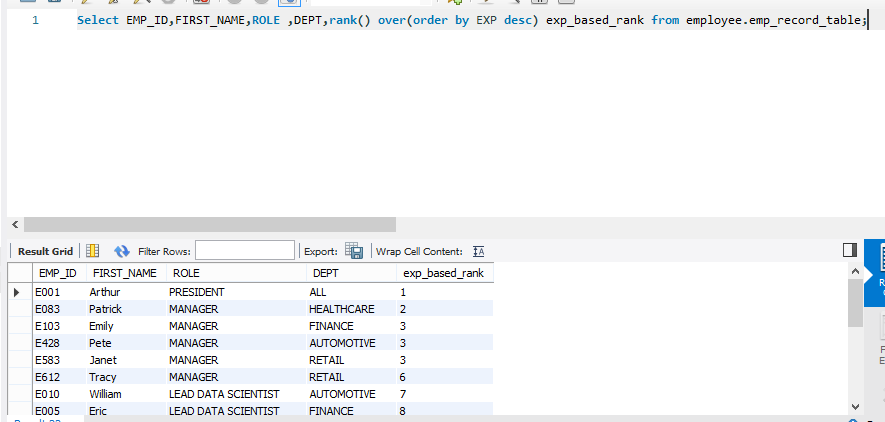 1 Select EMP_ID,FIRST_NAME,ROLE ,DEPT,rank() over(order by EXP desc) exp_based_rank from employee.emp_record_table;
Result Grid Filter Rows: Export: Wrap Cell Content:
EMP_ID FIRST_NAME ROLE DEPT exp_based_rank
E001 Arthur PRESIDENT ALL 1
E083 Patrick MANAGER HEALTHCARE 2
E103 Emily MANAGER FINANCE 3
E428 Pete MANAGER AUTOMOTIVE 3
E583 Janet MANAGER RETAIL 3
E612 Tracy MANAGER RETAIL 6
E010 William LEAD DATA SCIENTIST AUTOMOTIVE 7
E005 Eric LEAD DATA SCIENTIST FINANCE 8